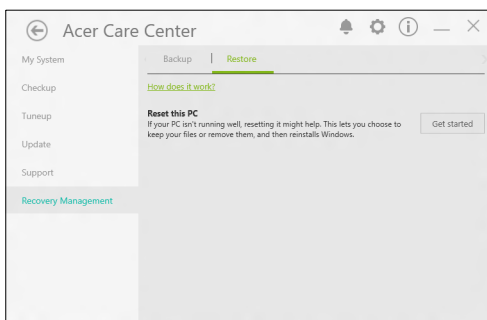 Acer Care Center
My System
Checkup
Tuneup
Update
Support
Recovery Management
Backup | Restore
How does it work?
Reset this PC
If your PC isn't running well, resetting it might help. This lets you choose to
keep your files or remove them, and then reinstalls Windows.
Get started